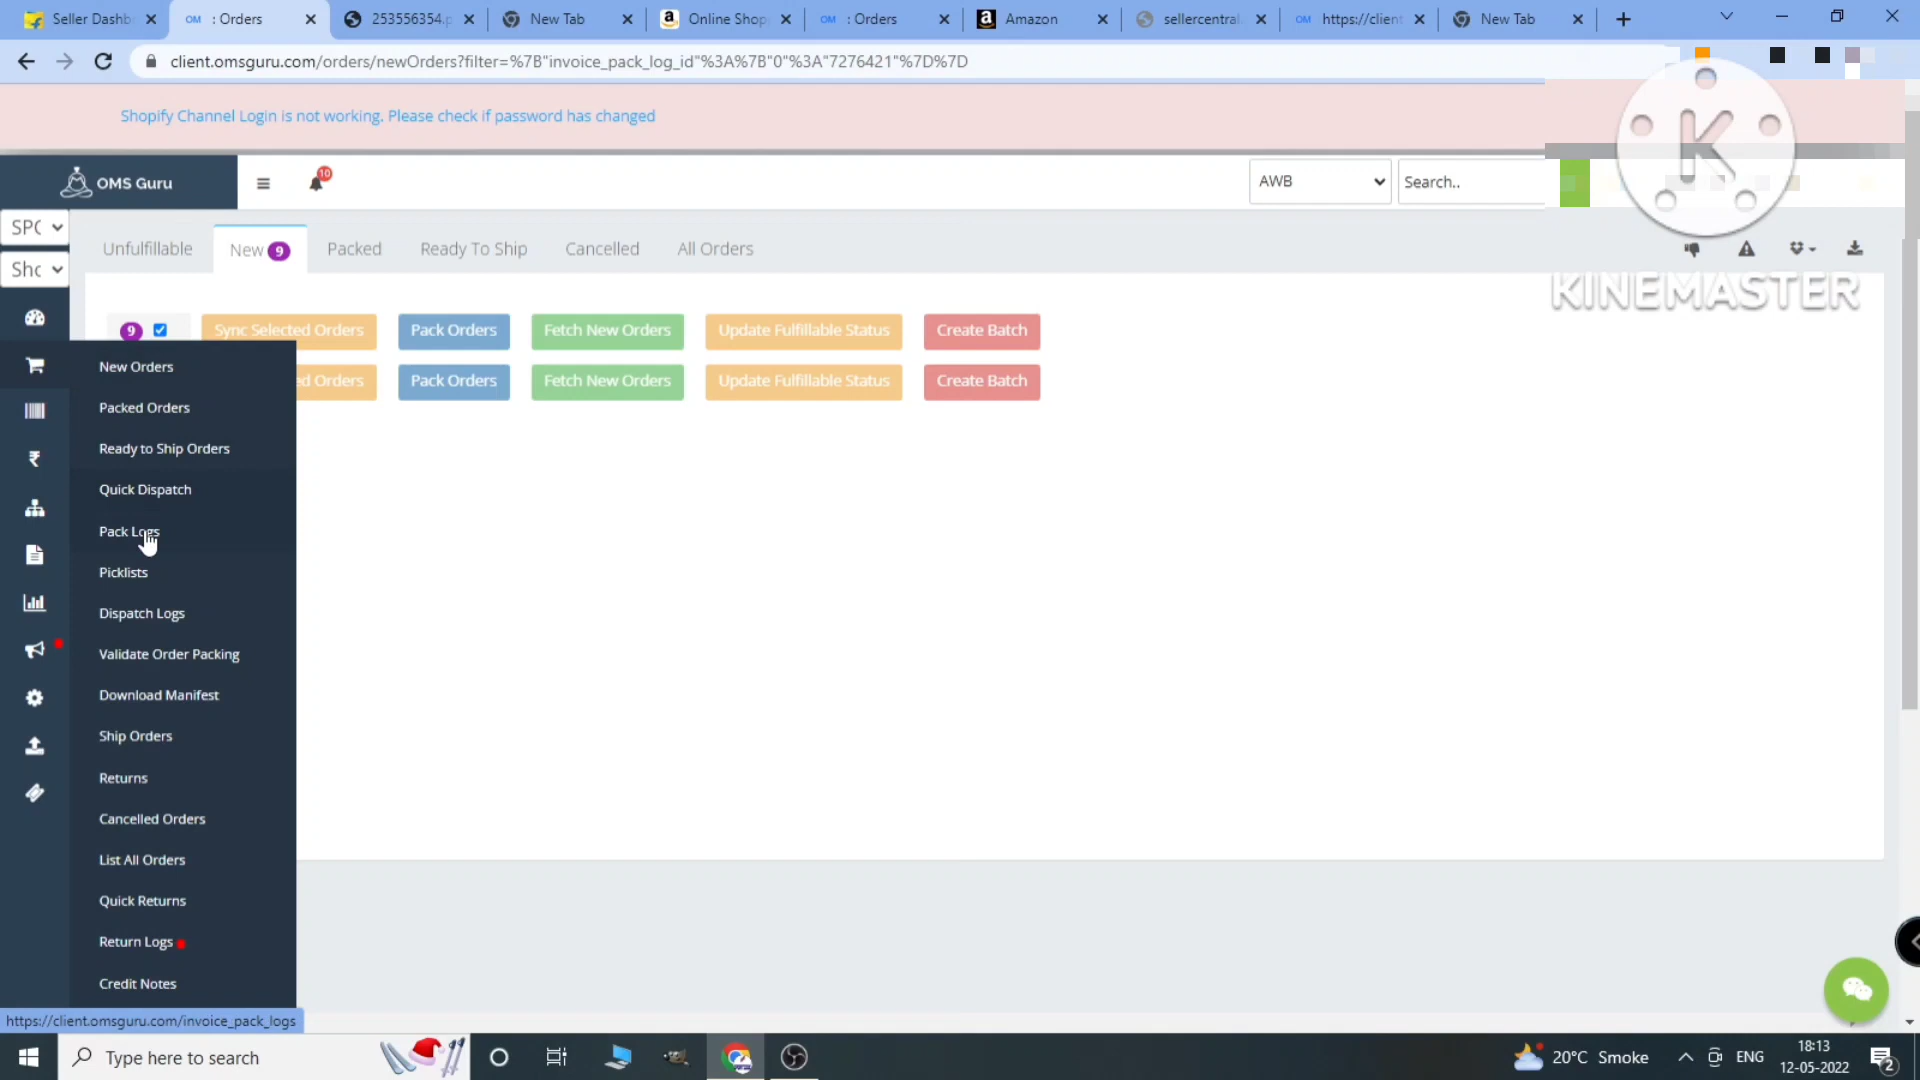 Seller Dashb
OM : Orders
253556354.p
New Tab
Online Shop
OM : Orders
Amazon
sellercentral
OM https://client
New Tab
client.omsguru.com/orders/newOrders?filter=%7B"invoice_pack_log_id"%3A%7B"0"%3A"7276421"%7D%7D
Shopify Channel Login is not working. Please check if password has changed
OMS Guru
10
AWB
Search..
K
KINEMASTER
SPC
Shc
Unfulfillable
New 9
Packed
Ready To Ship
Cancelled
All Orders
9
Sync Selected Orders
Pack Orders
Fetch New Orders
Update Fulfillable Status
Create Batch
ed Orders
Pack Orders
Fetch New Orders
Update Fulfillable Status
Create Batch
New Orders
Packed Orders
Ready to Ship Orders
Quick Dispatch
Pack Logs
Picklists
Dispatch Logs
Validate Order Packing
Download Manifest
Ship Orders
Returns
Cancelled Orders
List All Orders
Quick Returns
Return Logs
Credit Notes
https://client.omsguru.com/invoice_pack_logs
Type here to search
20°C Smoke
ENG
18:13
12-05-2022
2